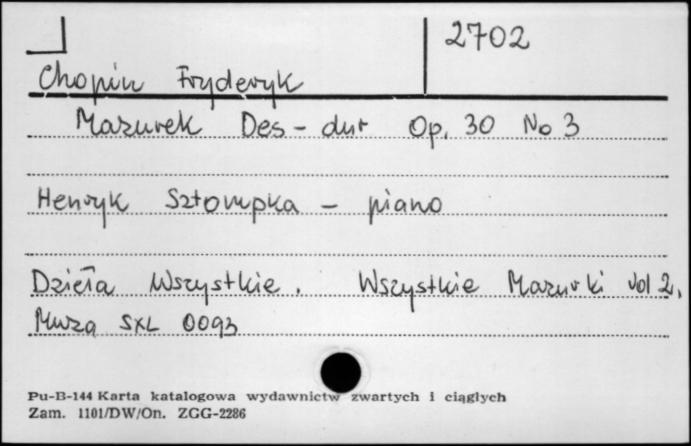 2702
Chopin Fryderyk
Mazurek Des-dur Op. 30 No 3
Henryk Sztompka - piano
Dzieła Wszystkie. Wszystkie Mazurki Vol 2,
Muza SXL 0093
Pu-B-144 Karta katalogowa wydawnictw zwartych i ciągłych
Zam. 1101/DW/On. ZGG-2286